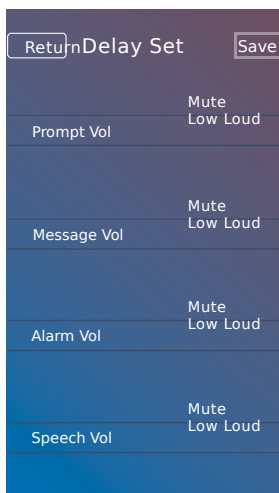 Return Delay Set Save
Mute
Low Loud
Prompt Vol
Mute
Low Loud
Message Vol
Mute
Low Loud
Alarm Vol
Mute
Low Loud
Speech Vol